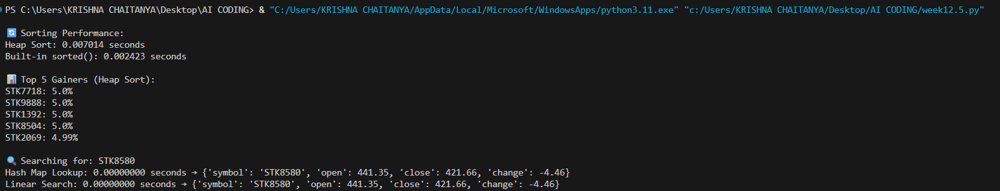 PS C:\Users\KRISHNA CHAITANYA\Desktop\AI CODING> & "C:/Users/KRISHNA CHAITANYA/AppData/Local/Microsoft/WindowsApps/python3.11.exe" "c:/Users/KRISHNA CHAITANYA/Desktop/AI CODING/week12.5.py"
🔄 Sorting Performance:
Heap Sort: 0.007014 seconds
Built-in sorted(): 0.002423 seconds
📊 Top 5 Gainers (Heap Sort):
STK7718: 5.0%
STK9888: 5.0%
STK1392: 5.0%
STK8504: 5.0%
STK2069: 4.99%
🔍 Searching for: STK8580
Hash Map Lookup: 0.00000000 seconds → {'symbol': 'STK8580', 'open': 441.35, 'close': 421.66, 'change': -4.46}
Linear Search: 0.00000000 seconds → {'symbol': 'STK8580', 'open': 441.35, 'close': 421.66, 'change': -4.46}